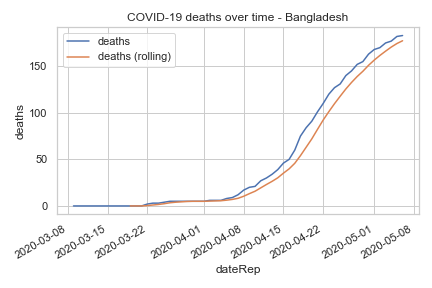 COVID-19 deaths over time - Bangladesh
deaths
deaths (rolling)
150
100
50
0
deaths
2020-03-08
2020-03-15
2020-03-22
2020-04-01
2020-04-08
2020-04-15
2020-04-22
2020-05-01
2020-05-08
dateRep